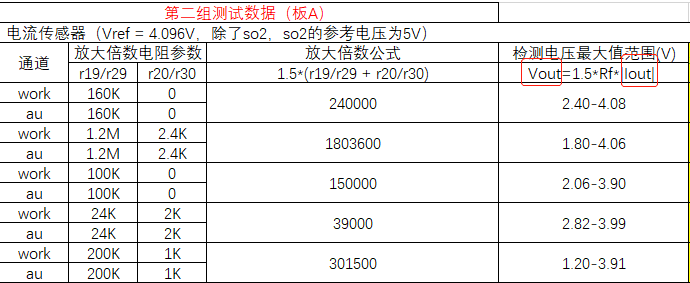 第二组测试数据（板A）
电流传感器（Vref = 4.096V，除了so2，so2的参考电压为5V）
通道 放大倍数电阻参数 放大倍数公式 检测电压最大值范围(V)
r19/r29 r20/r30 1.5*(r19/r29 + r20/r30) Vout=1.5*Rf*|Iout|
work 160K 0 240000 2.40-4.08
au 160K 0
work 1.2M 2.4K 1803600 1.80-4.06
au 1.2M 2.4K
work 100K 0 150000 2.06-3.90
au 100K 0
work 24K 2K 39000 2.82-3.99
au 24K 2K
work 200K 1K 301500 1.20-3.91
au 200K 1K